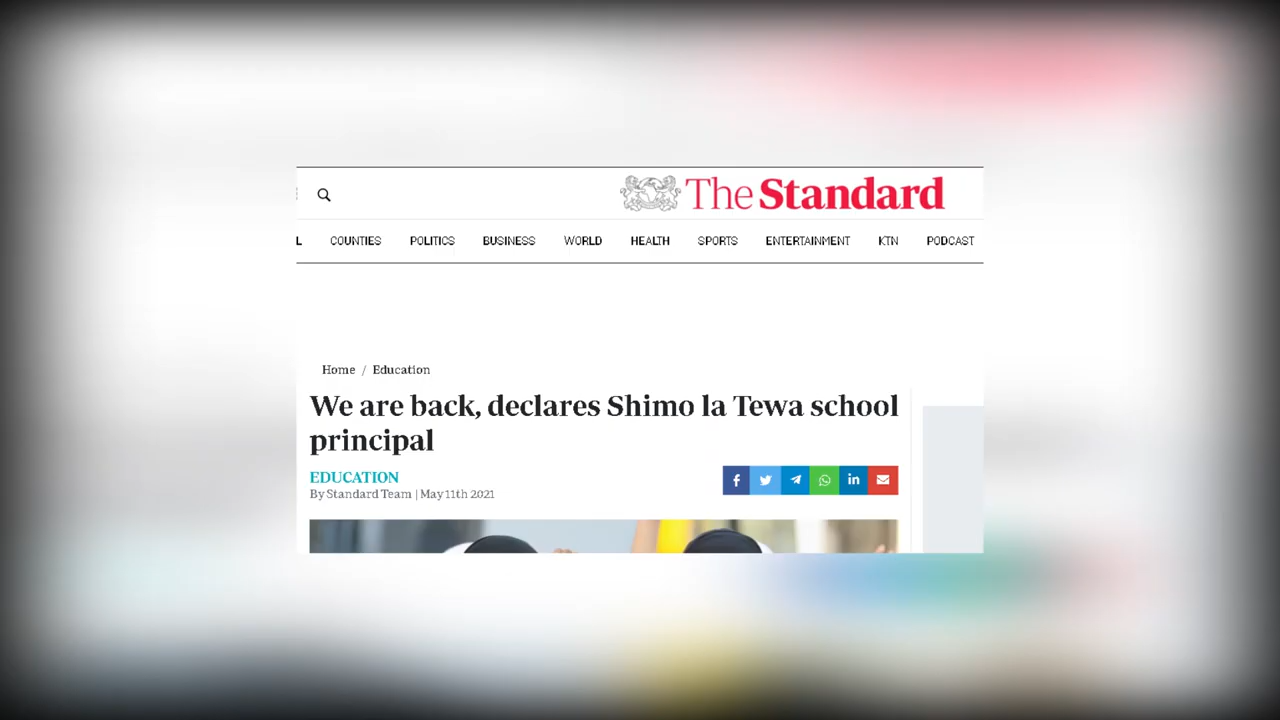 The Standard
L COUNTIES POLITICS BUSINESS WORLD HEALTH SPORTS ENTERTAINMENT KTN PODCAST
Home / Education
We are back, declares Shimo la Tewa school
principal
EDUCATION
By Standard Team | May 11th 2021